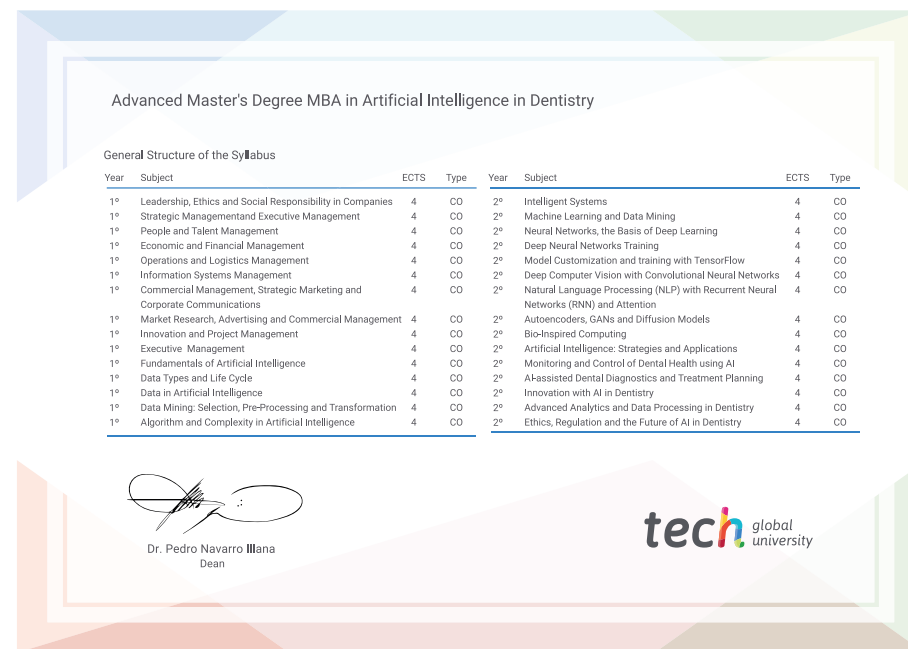 Advanced Master's Degree MBA in Artificial Intelligence in Dentistry
General Structure of the Syllabus
Year Subject ECTS Type
1º Leadership, Ethics and Social Responsibility in Companies 4 CO
1º Strategic Managementand Executive Management 4 CO
1º People and Talent Management 4 CO
1º Economic and Financial Management 4 CO
1º Operations and Logistics Management 4 CO
1º Information Systems Management 4 CO
1º Commercial Management, Strategic Marketing and 4 CO
Corporate Communications
1º Market Research, Advertising and Commercial Management 4 CO
1º Innovation and Project Management 4 CO
1º Executive Management 4 CO
1º Fundamentals of Artificial Intelligence 4 CO
1º Data Types and Life Cycle 4 CO
1º Data in Artificial Intelligence 4 CO
1º Data Mining: Selection, Pre-Processing and Transformation 4 CO
1º Algorithm and Complexity in Artificial Intelligence 4 CO
Year Subject ECTS Type
2º Intelligent Systems 4 CO
2º Machine Learning and Data Mining 4 CO
2º Neural Networks, the Basis of Deep Learning 4 CO
2º Deep Neural Networks Training 4 CO
2º Model Customization and training with TensorFlow 4 CO
2º Deep Computer Vision with Convolutional Neural Networks 4 CO
2º Natural Language Processing (NLP) with Recurrent Neural 4 CO
Networks (RNN) and Attention
2º Autoencoders, GANs and Diffusion Models 4 CO
2º Bio-Inspired Computing 4 CO
2º Artificial Intelligence: Strategies and Applications 4 CO
2º Monitoring and Control of Dental Health using AI 4 CO
2º AI-assisted Dental Diagnostics and Treatment Planning 4 CO
2º Innovation with AI in Dentistry 4 CO
2º Advanced Analytics and Data Processing in Dentistry 4 CO
2º Ethics, Regulation and the Future of AI in Dentistry 4 CO
Dr. Pedro Navarro Illana
Dean
tech global
university